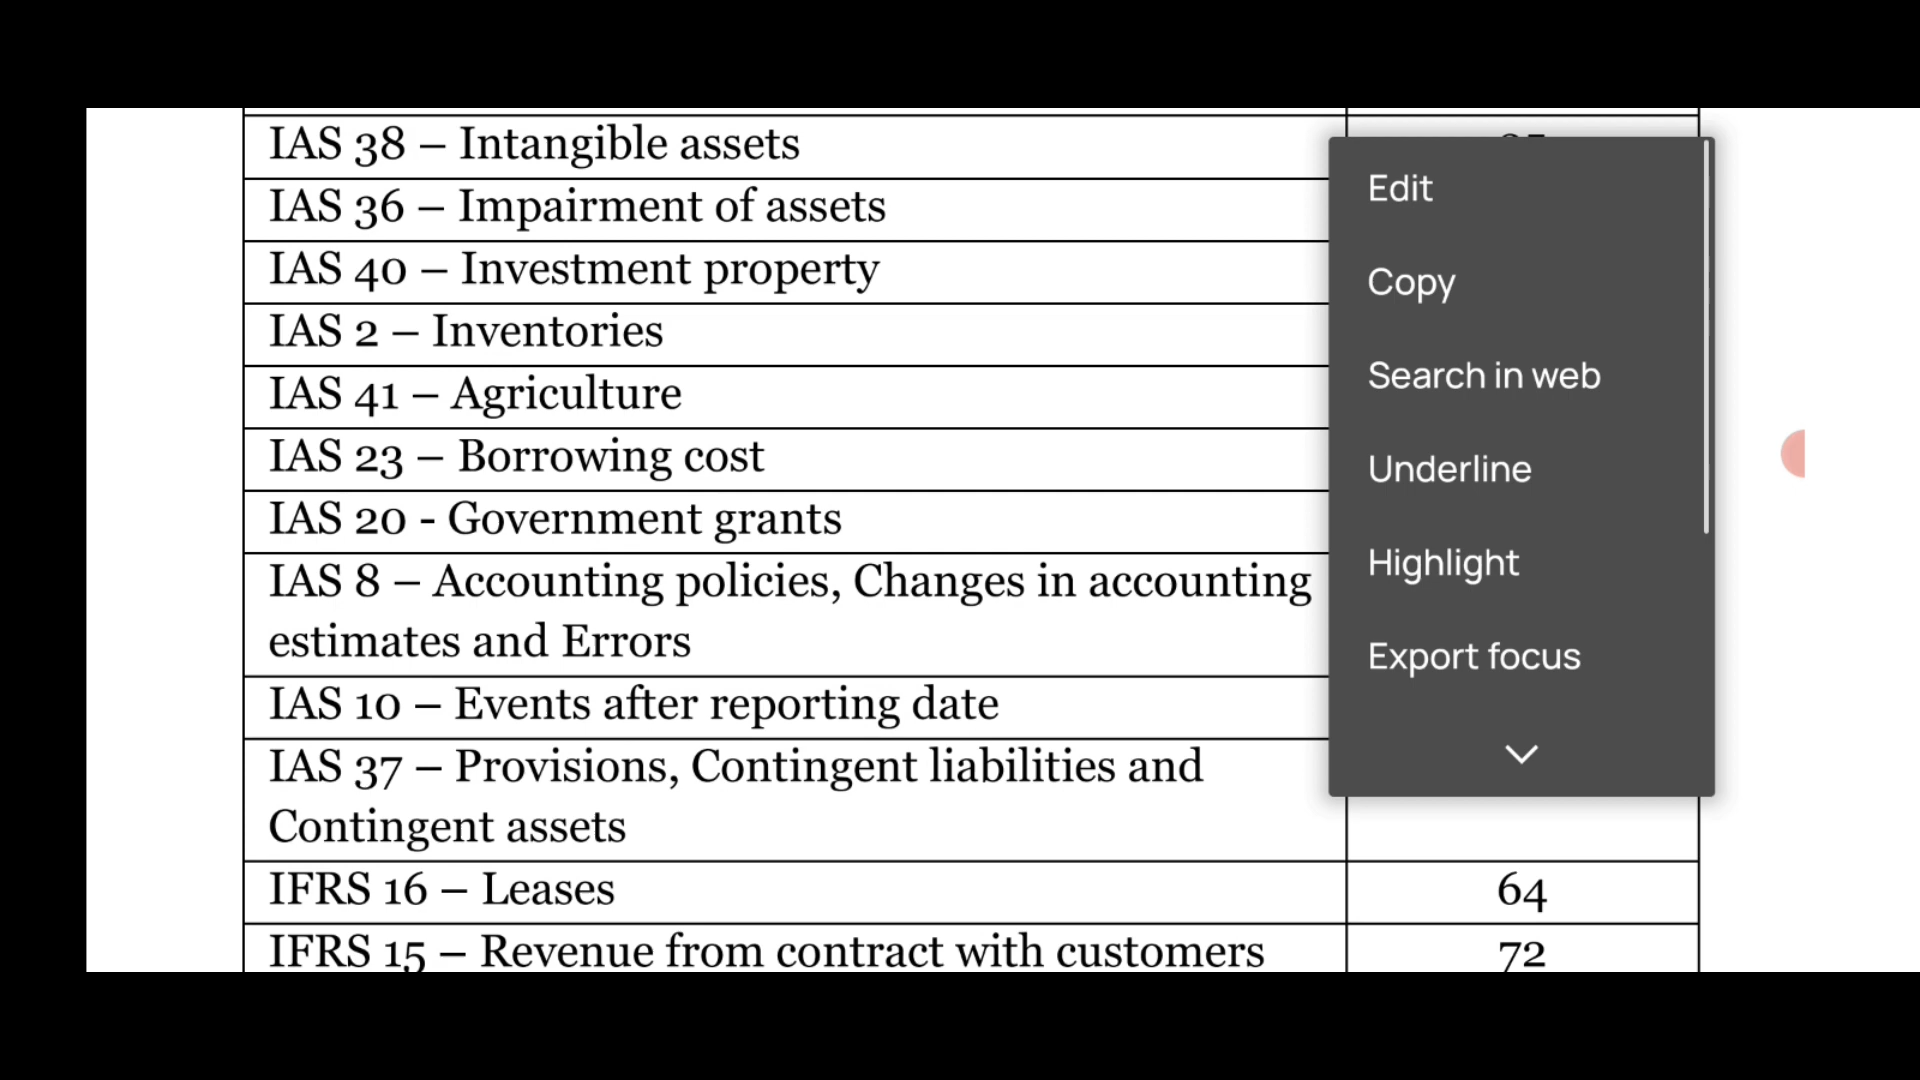 IAS 38 – Intangible assets
IAS 36 – Impairment of assets
IAS 40 – Investment property
IAS 2 – Inventories
IAS 41 – Agriculture
IAS 23 – Borrowing cost
IAS 20 - Government grants
IAS 8 – Accounting policies, Changes in accounting
estimates and Errors
IAS 10 – Events after reporting date
IAS 37 – Provisions, Contingent liabilities and
Contingent assets
IFRS 16 – Leases 64
IFRS 15 – Revenue from contract with customers 72
Edit
Copy
Search in web
Underline
Highlight
Export focus